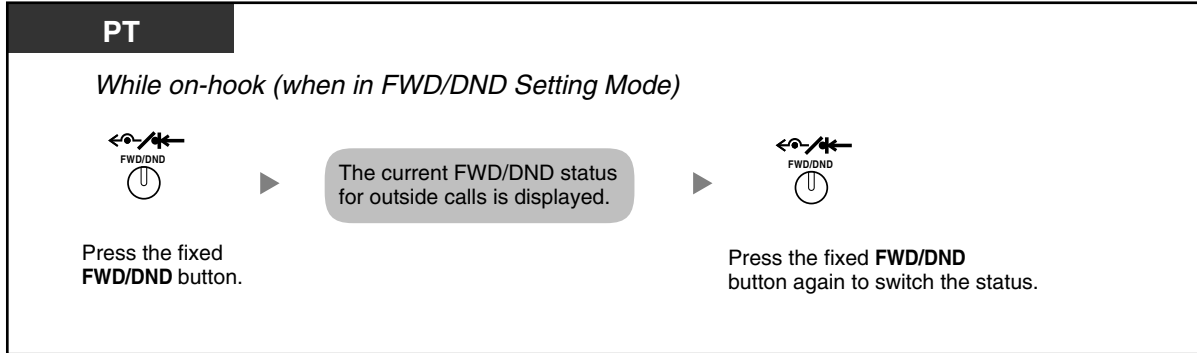 PT
While on-hook (when in FWD/DND Setting Mode)
FWD/DND
The current FWD/DND status
for outside calls is displayed.
FWD/DND
Press the fixed
FWD/DND button.
Press the fixed FWD/DND
button again to switch the status.